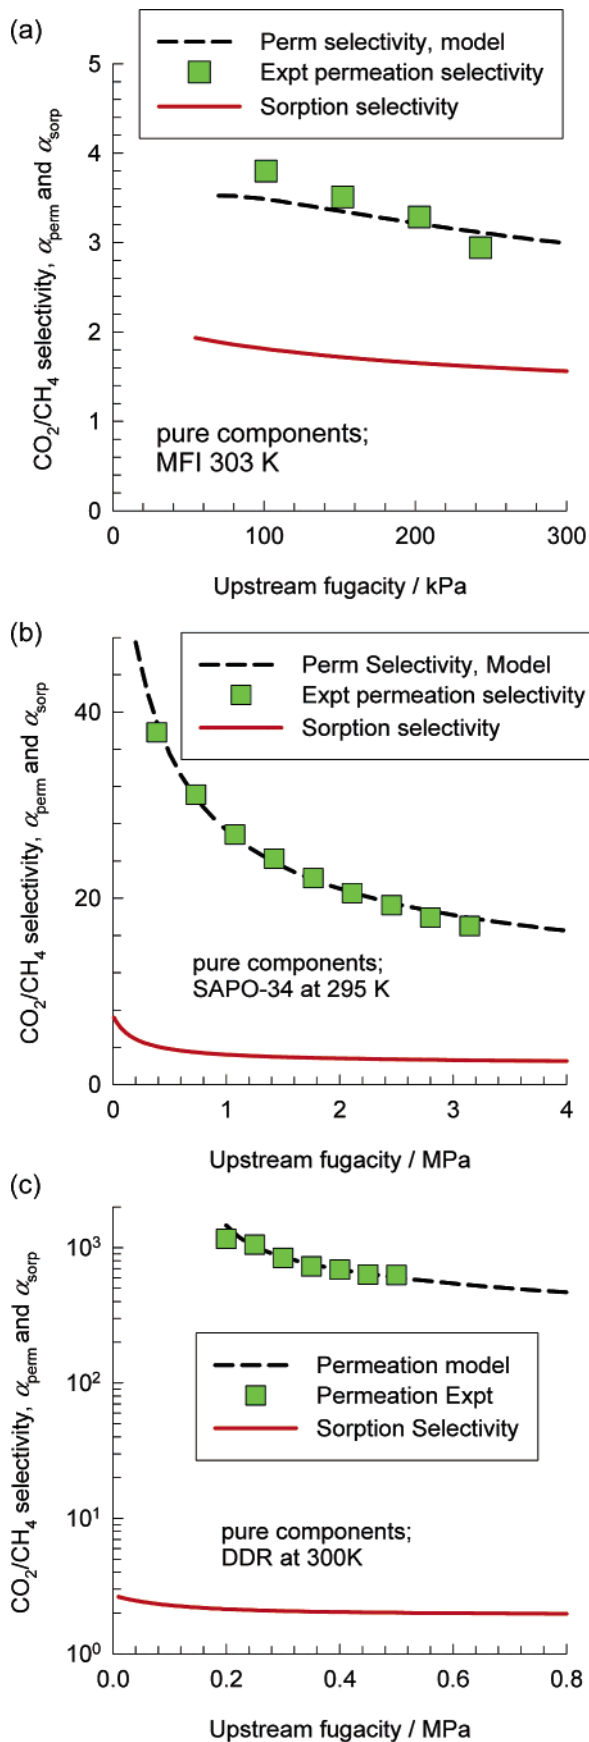 (a)
Perm selectivity, model
Expt permeation selectivity
Sorption selectivity
CO₂/CH₄ selectivity, αperm and αsorp
5
4
3
2
1
0
0 100 200 300
pure components;
MFI 303 K
Upstream fugacity / kPa
(b)
Perm Selectivity, Model
Expt permeation selectivity
Sorption selectivity
CO₂/CH₄ selectivity, αperm and αsorp
40
20
0
0 1 2 3 4
pure components;
SAPO-34 at 295 K
Upstream fugacity / MPa
(c)
CO₂/CH₄ selectivity, αperm and αsorp
10³
10²
10¹
10⁰
Permeation model
Permeation Expt
Sorption Selectivity
pure components;
DDR at 300K
0.0 0.2 0.4 0.6 0.8
Upstream fugacity / MPa